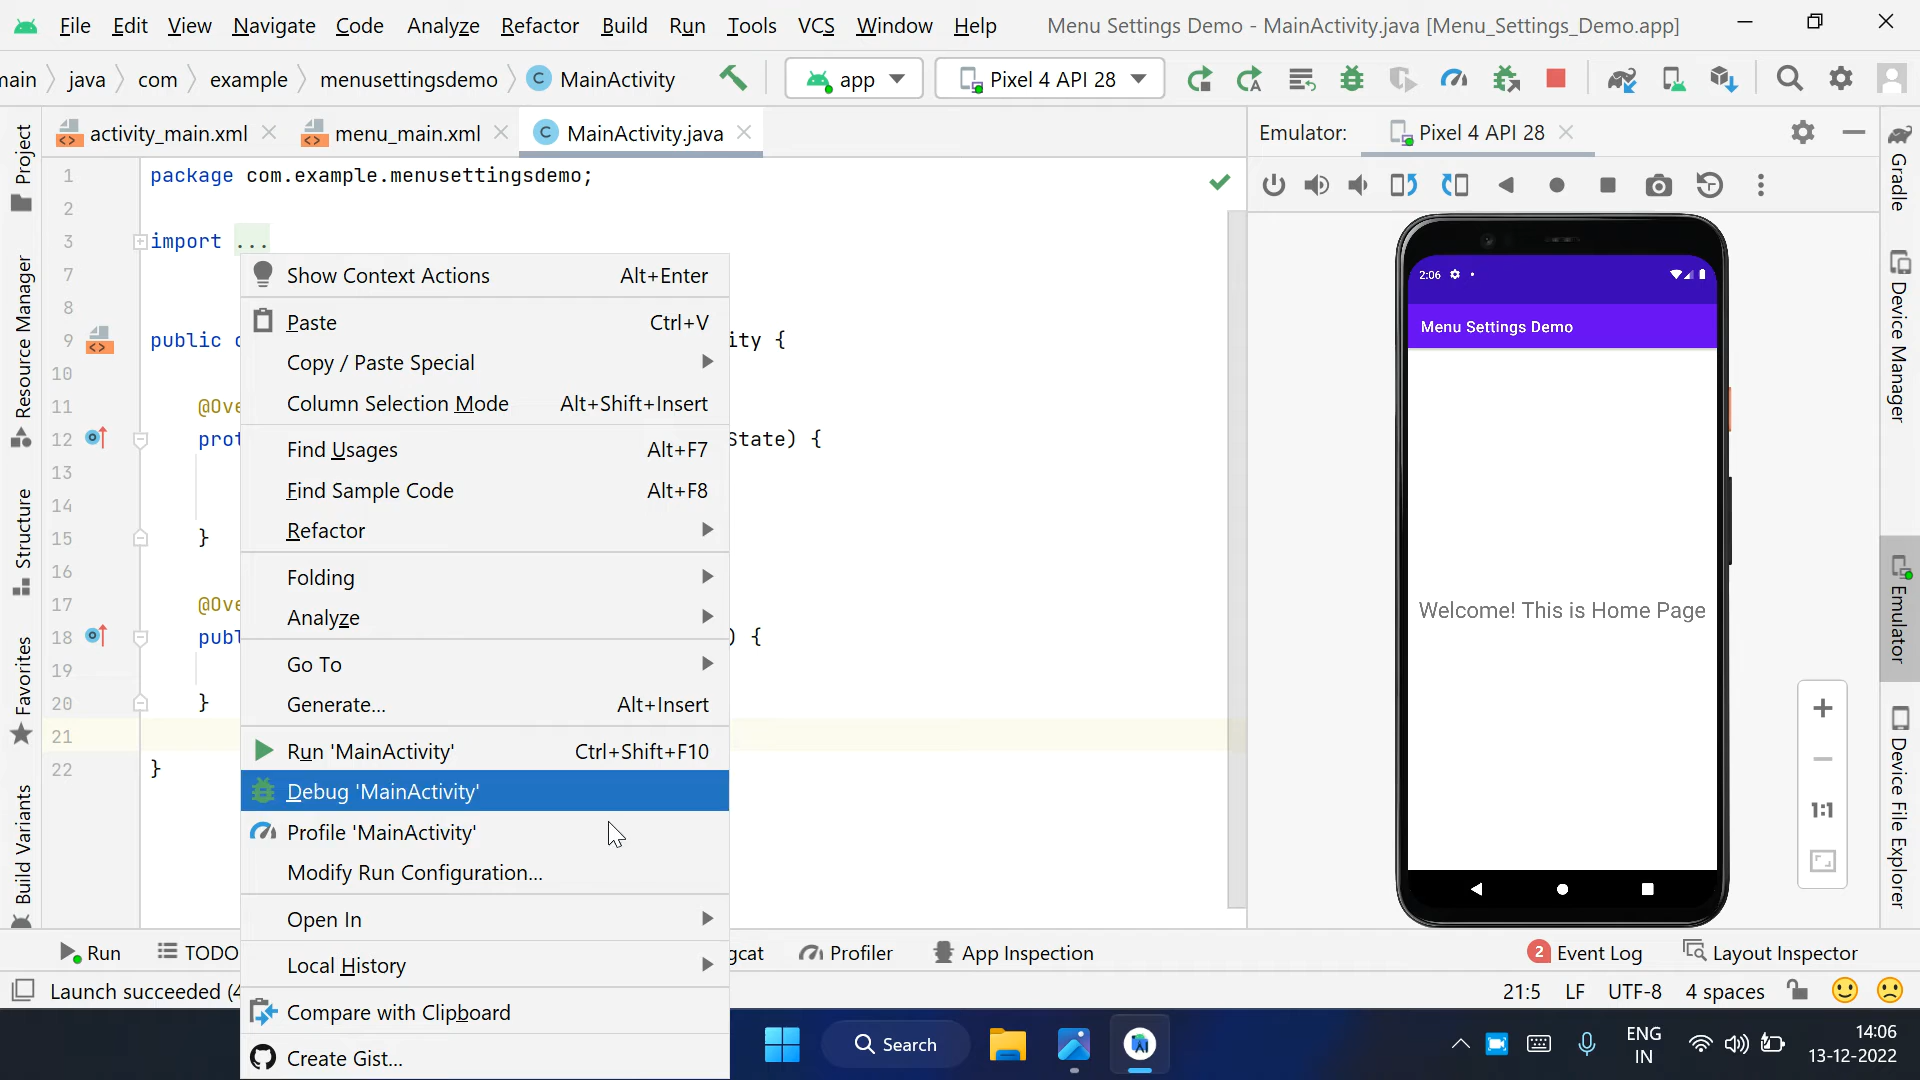 File Edit View Navigate Code Analyze Refactor Build Run Tools VCS Window Help Menu Settings Demo - MainActivity.java [Menu_Settings_Demo.app]
java com example menusettingsdemo C MainActivity app Pixel 4 API 28
activity_main.xml menu_main.xml C MainActivity.java Emulator: Pixel 4 API 28
Project
Resource Manager
Structure
Favorites
Build Variants
1 package com.example.menusettingsdemo;
2
3 import ...
7
8
9 public ity {
10
11 @Ove
12 prot State) {
13
14
15 }
16
17 @Ove
18 publ ) {
19
20 }
21
22 }
Show Context Actions Alt+Enter
Paste Ctrl+V
Copy / Paste Special
Column Selection Mode Alt+Shift+Insert
Find Usages Alt+F7
Find Sample Code Alt+F8
Refactor
Folding
Analyze
Go To
Generate... Alt+Insert
Run 'MainActivity' Ctrl+Shift+F10
Debug 'MainActivity'
Profile 'MainActivity'
Modify Run Configuration...
Open In
Local History
Compare with Clipboard
Create Gist...
2:06
Menu Settings Demo
Welcome! This is Home Page
1:1
Gradle
Device Manager
Emulator
Device File Explorer
Run TODO gcat Profiler App Inspection 2 Event Log Layout Inspector
Launch succeeded (4 21:5 LF UTF-8 4 spaces
Search ENG 14:06
IN 13-12-2022